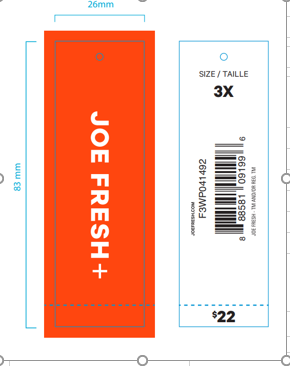 26mm
83 mm
JOE FRESH+
SIZE / TAILLE
3X
JOEFRESH.COM
F3WP041492
8 88581 09199 6
JOE FRESH - TM AND/OR REG. TM
$22